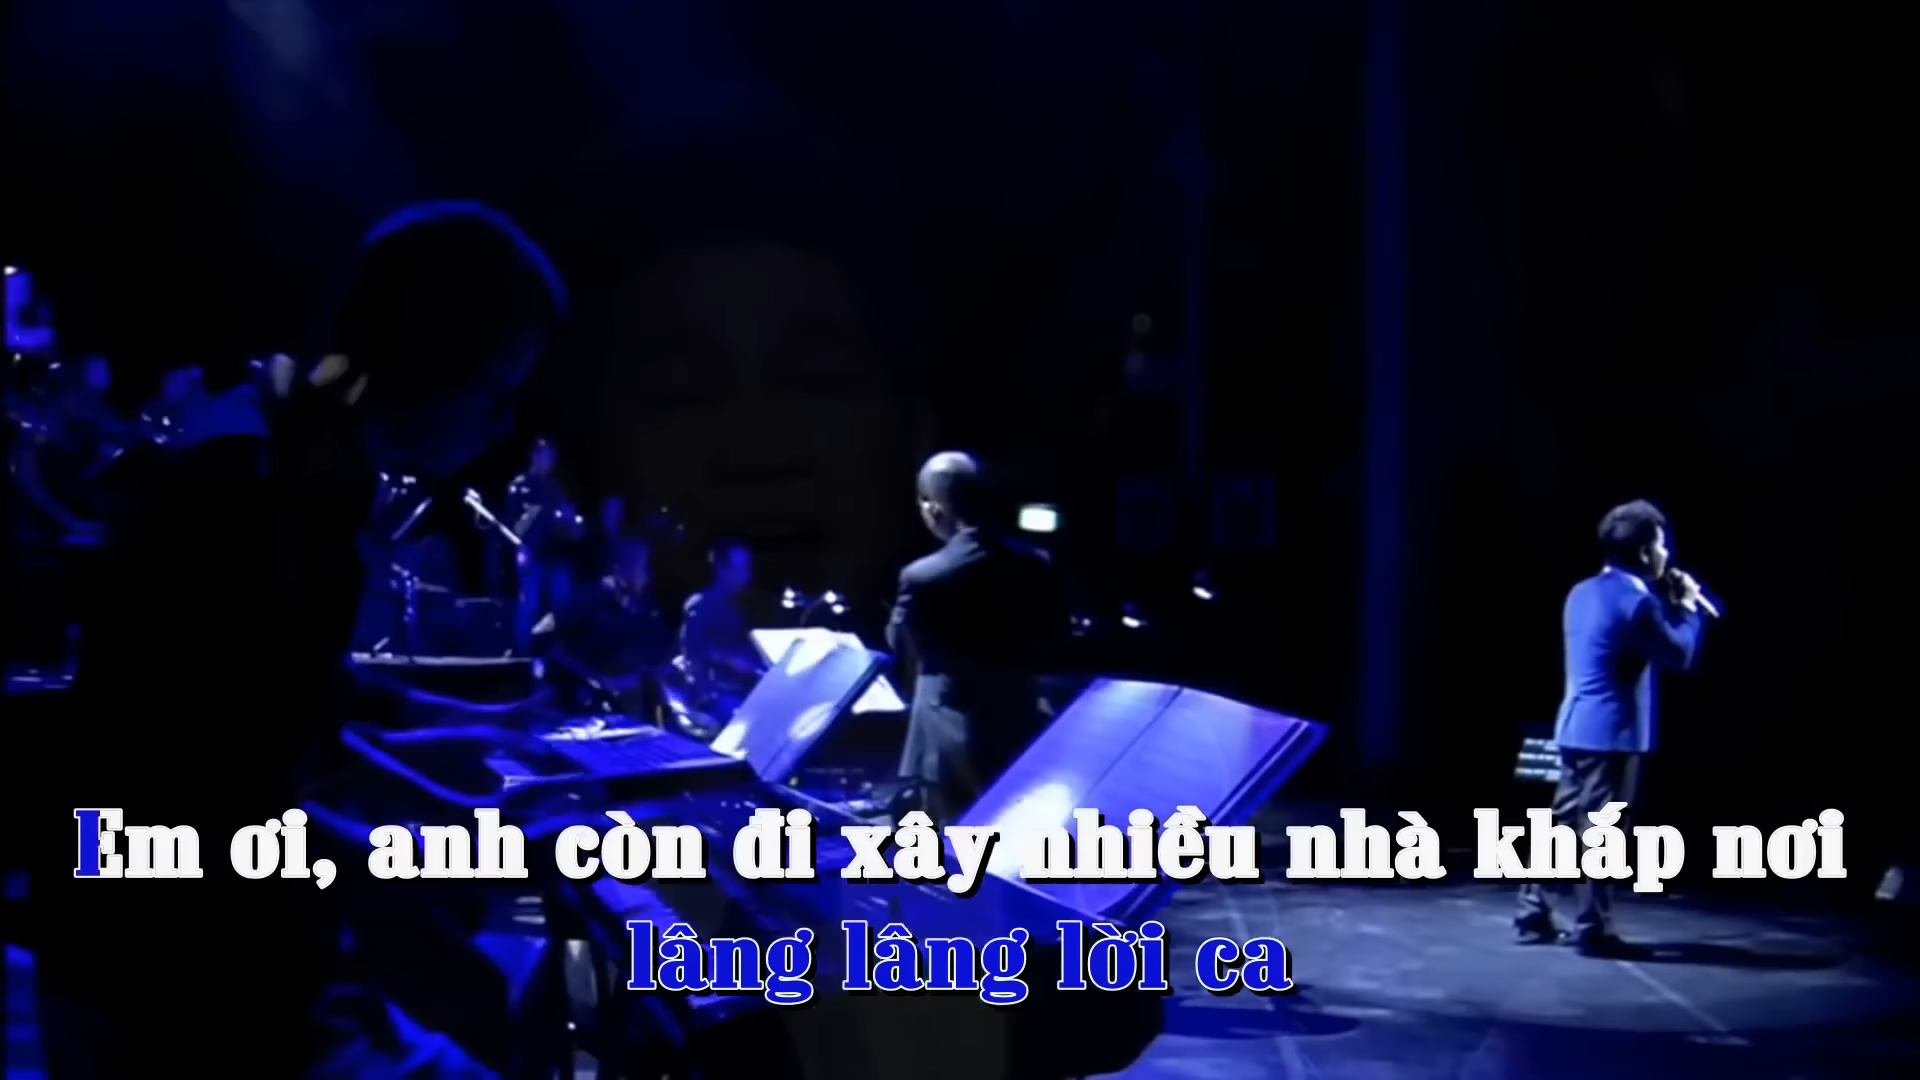 Em ơi, anh còn đi xây nhiều nhà khắp nơi
lâng lâng lời ca